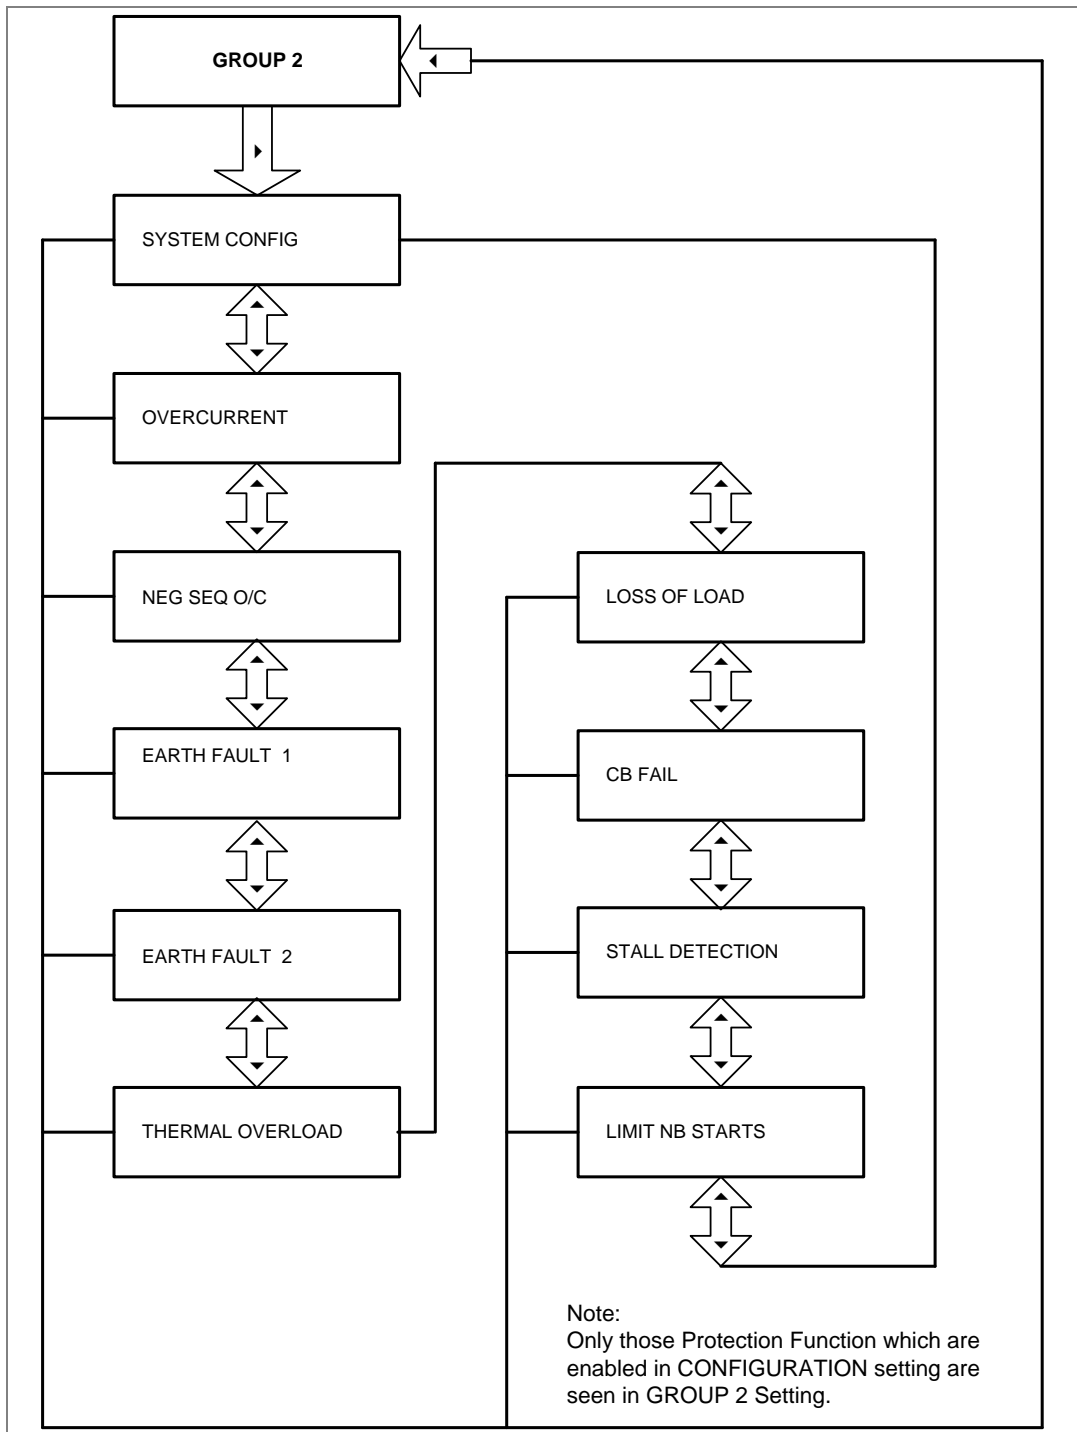 GROUP 2
SYSTEM CONFIG
OVERCURRENT
NEG SEQ O/C
EARTH FAULT  1
EARTH FAULT  2
THERMAL OVERLOAD
LOSS OF LOAD
CB FAIL
STALL DETECTION
LIMIT NB STARTS
Note:
Only those Protection Function which are
enabled in CONFIGURATION setting are
seen in GROUP 2 Setting.